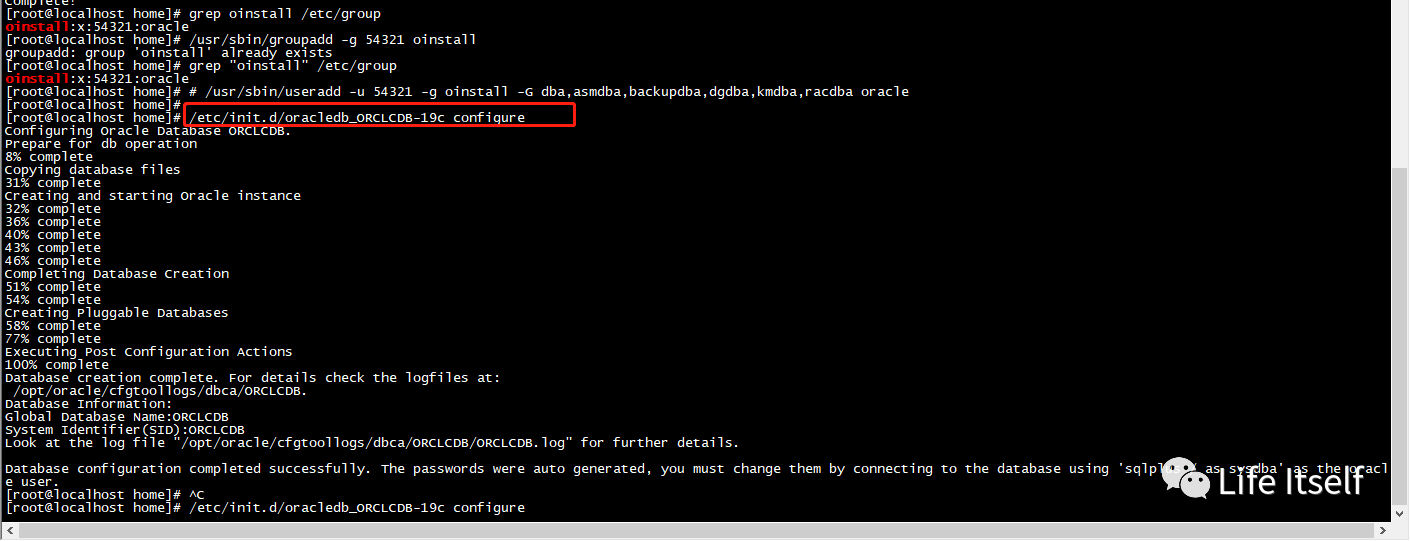 Complete!
[root@localhost home]# grep oinstall /etc/group
oinstall:x:54321:oracle
[root@localhost home]# /usr/sbin/groupadd -g 54321 oinstall
groupadd: group 'oinstall' already exists
[root@localhost home]# grep "oinstall" /etc/group
oinstall:x:54321:oracle
[root@localhost home]# # /usr/sbin/useradd -u 54321 -g oinstall -G dba,asmdba,backupdba,dgdba,kmdba,racdba oracle
[root@localhost home]#
[root@localhost home]# /etc/init.d/oracledb_ORCLCDB-19c configure
Configuring Oracle Database ORCLCDB.
Prepare for db operation
8% complete
Copying database files
31% complete
Creating and starting Oracle instance
32% complete
36% complete
40% complete
43% complete
46% complete
Completing Database Creation
51% complete
54% complete
Creating Pluggable Databases
58% complete
77% complete
Executing Post Configuration Actions
100% complete
Database creation complete. For details check the logfiles at:
 /opt/oracle/cfgtoollogs/dbca/ORCLCDB.
Database Information:
Global Database Name:ORCLCDB
System Identifier(SID):ORCLCDB
Look at the log file "/opt/oracle/cfgtoollogs/dbca/ORCLCDB/ORCLCDB.log" for further details.
Database configuration completed successfully. The passwords were auto generated, you must change them by connecting to the database using 'sqlplus / as sysdba' as the oracl
e user.
[root@localhost home]# ^C
[root@localhost home]# /etc/init.d/oracledb_ORCLCDB-19c configure
Life Itself